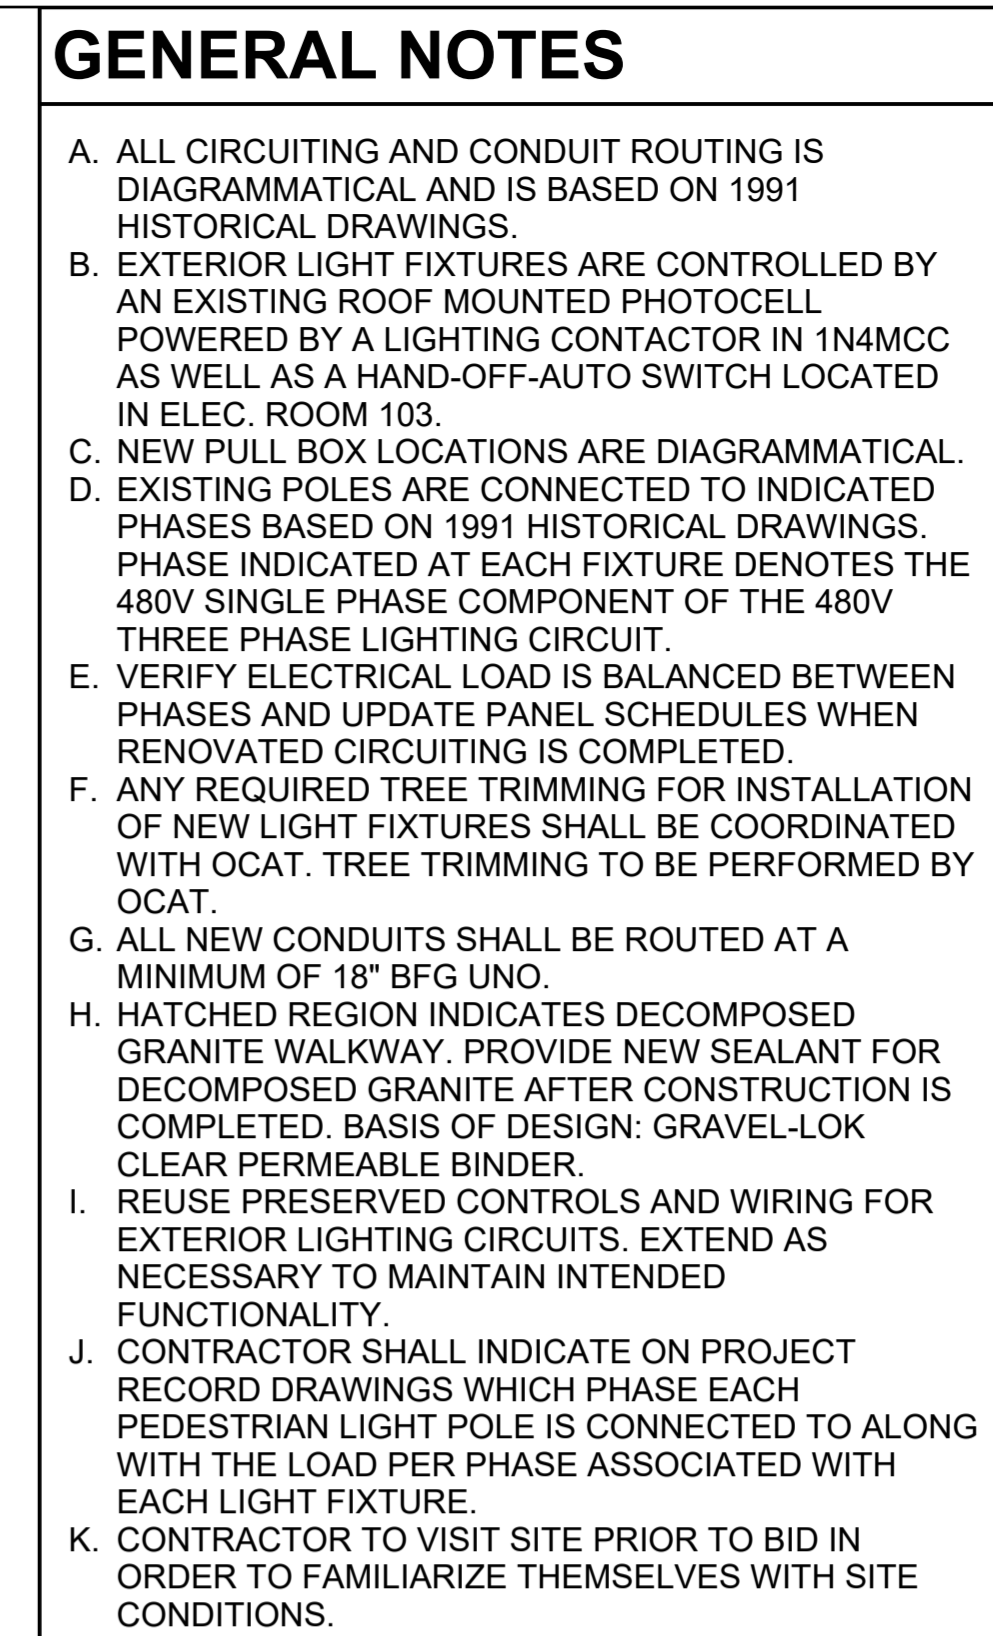 GENERAL NOTES
A. ALL CIRCUITING AND CONDUIT ROUTING IS
DIAGRAMMATICAL AND IS BASED ON 1991
HISTORICAL DRAWINGS.
B. EXTERIOR LIGHT FIXTURES ARE CONTROLLED BY
AN EXISTING ROOF MOUNTED PHOTOCELL
POWERED BY A LIGHTING CONTACTOR IN 1N4MCC
AS WELL AS A HAND-OFF-AUTO SWITCH LOCATED
IN ELEC. ROOM 103.
C. NEW PULL BOX LOCATIONS ARE DIAGRAMMATICAL.
D. EXISTING POLES ARE CONNECTED TO INDICATED
PHASES BASED ON 1991 HISTORICAL DRAWINGS.
PHASE INDICATED AT EACH FIXTURE DENOTES THE
480V SINGLE PHASE COMPONENT OF THE 480V
THREE PHASE LIGHTING CIRCUIT.
E. VERIFY ELECTRICAL LOAD IS BALANCED BETWEEN
PHASES AND UPDATE PANEL SCHEDULES WHEN
RENOVATED CIRCUITING IS COMPLETED.
F. ANY REQUIRED TREE TRIMMING FOR INSTALLATION
OF NEW LIGHT FIXTURES SHALL BE COORDINATED
WITH OCAT. TREE TRIMMING TO BE PERFORMED BY
OCAT.
G. ALL NEW CONDUITS SHALL BE ROUTED AT A
MINIMUM OF 18" BFG UNO.
H. HATCHED REGION INDICATES DECOMPOSED
GRANITE WALKWAY. PROVIDE NEW SEALANT FOR
DECOMPOSED GRANITE AFTER CONSTRUCTION IS
COMPLETED. BASIS OF DESIGN: GRAVEL-LOK
CLEAR PERMEABLE BINDER.
I. REUSE PRESERVED CONTROLS AND WIRING FOR
EXTERIOR LIGHTING CIRCUITS. EXTEND AS
NECESSARY TO MAINTAIN INTENDED
FUNCTIONALITY.
J. CONTRACTOR SHALL INDICATE ON PROJECT
RECORD DRAWINGS WHICH PHASE EACH
PEDESTRIAN LIGHT POLE IS CONNECTED TO ALONG
WITH THE LOAD PER PHASE ASSOCIATED WITH
EACH LIGHT FIXTURE.
K. CONTRACTOR TO VISIT SITE PRIOR TO BID IN
ORDER TO FAMILIARIZE THEMSELVES WITH SITE
CONDITIONS.